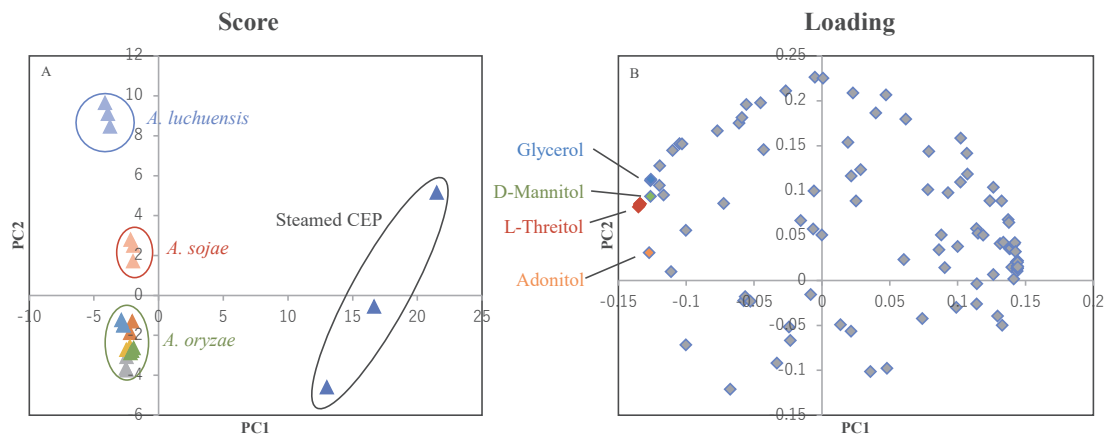 Score
Loading
A
12
10
8
6
4
2
0
-2
-4
6
A. luchuensis
A. sojae
A. oryzae
Steamed CEP
-10 -5 0 5 10 15 20 25
PC2
PC1
B
0.25
0.2
0.15
0.1
0.05
0
-0.05
0.1
0.15
Glycerol
D-Mannitol
L-Threitol
Adonitol
-0.15 -0.1 -0.05 0 0.05 0.1 0.15
PC2
PC1